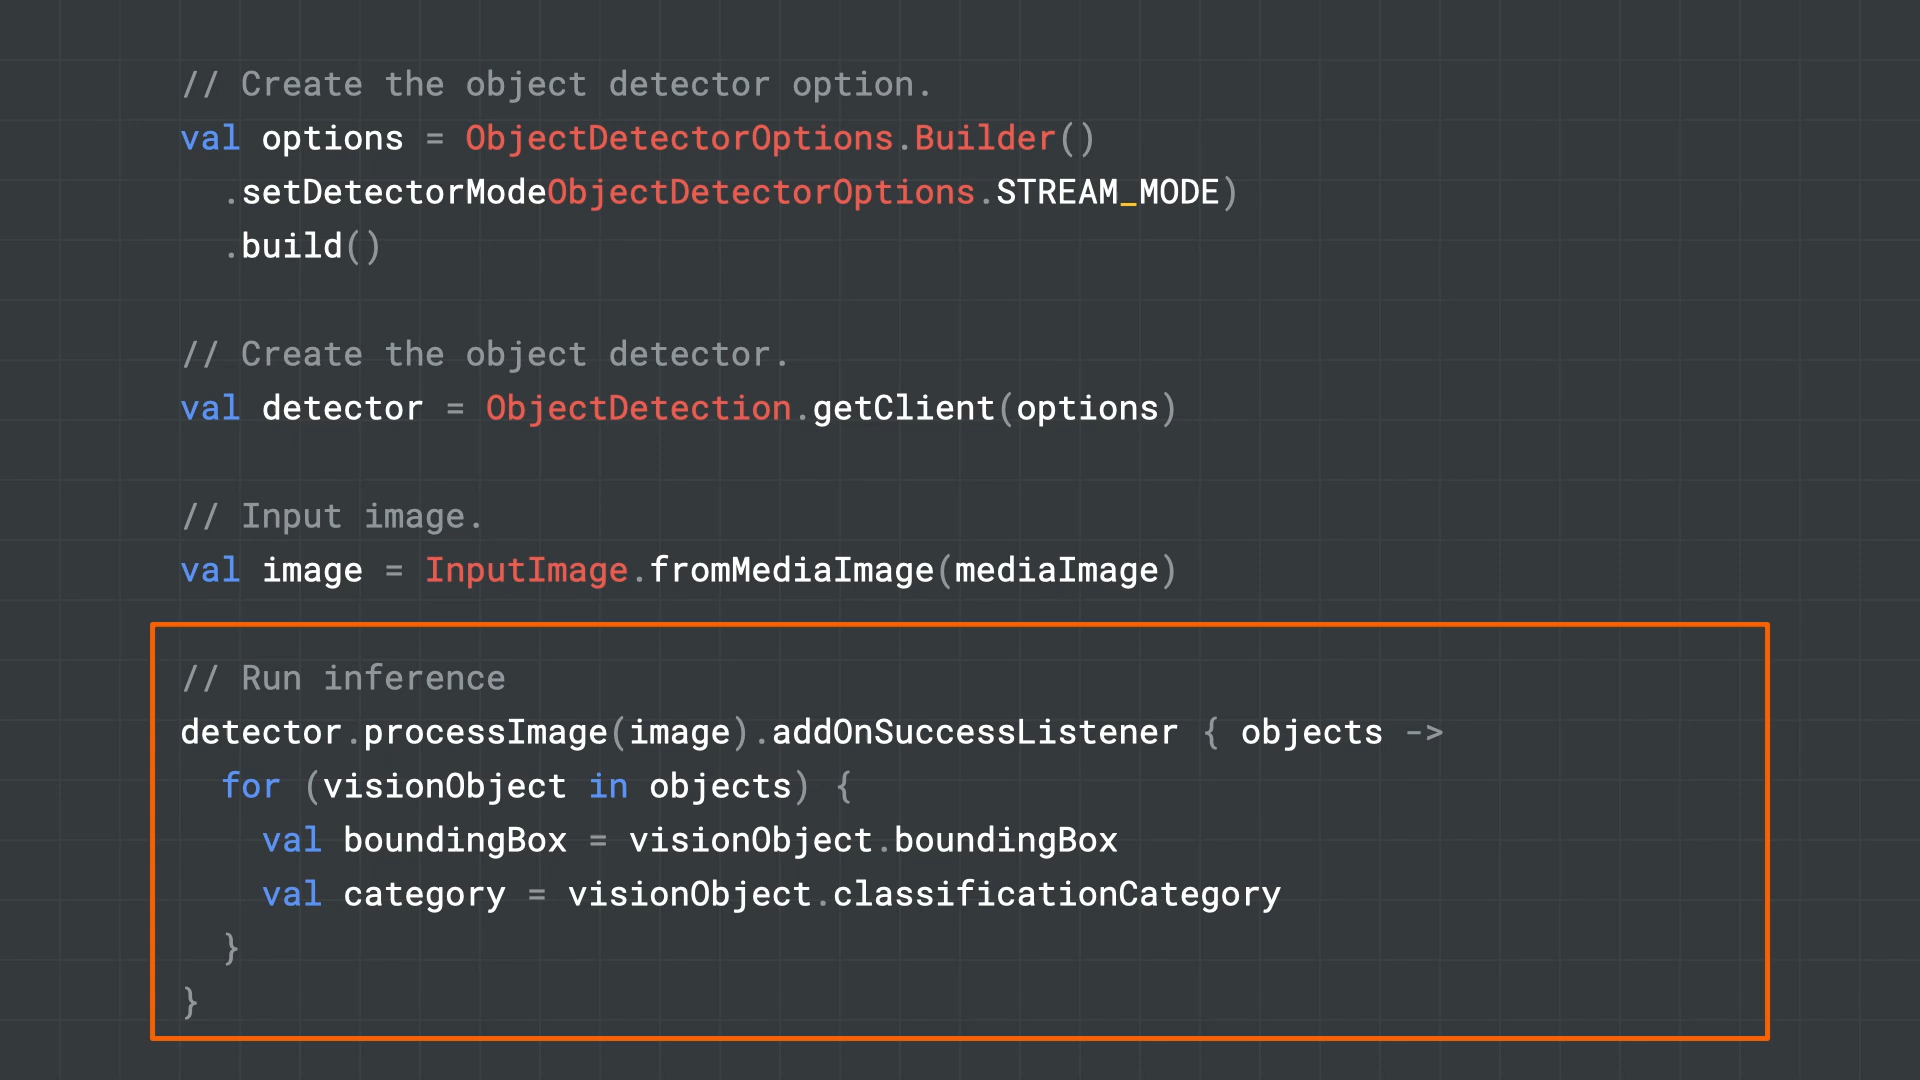 // Create the object detector option.
val options = ObjectDetectorOptions.Builder()
  .setDetectorModeObjectDetectorOptions.STREAM_MODE)
  .build()

// Create the object detector.
val detector = ObjectDetection.getClient(options)

// Input image.
val image = InputImage.fromMediaImage(mediaImage)

// Run inference
detector.processImage(image).addOnSuccessListener { objects ->
  for (visionObject in objects) {
    val boundingBox = visionObject.boundingBox
    val category = visionObject.classificationCategory
  }
}